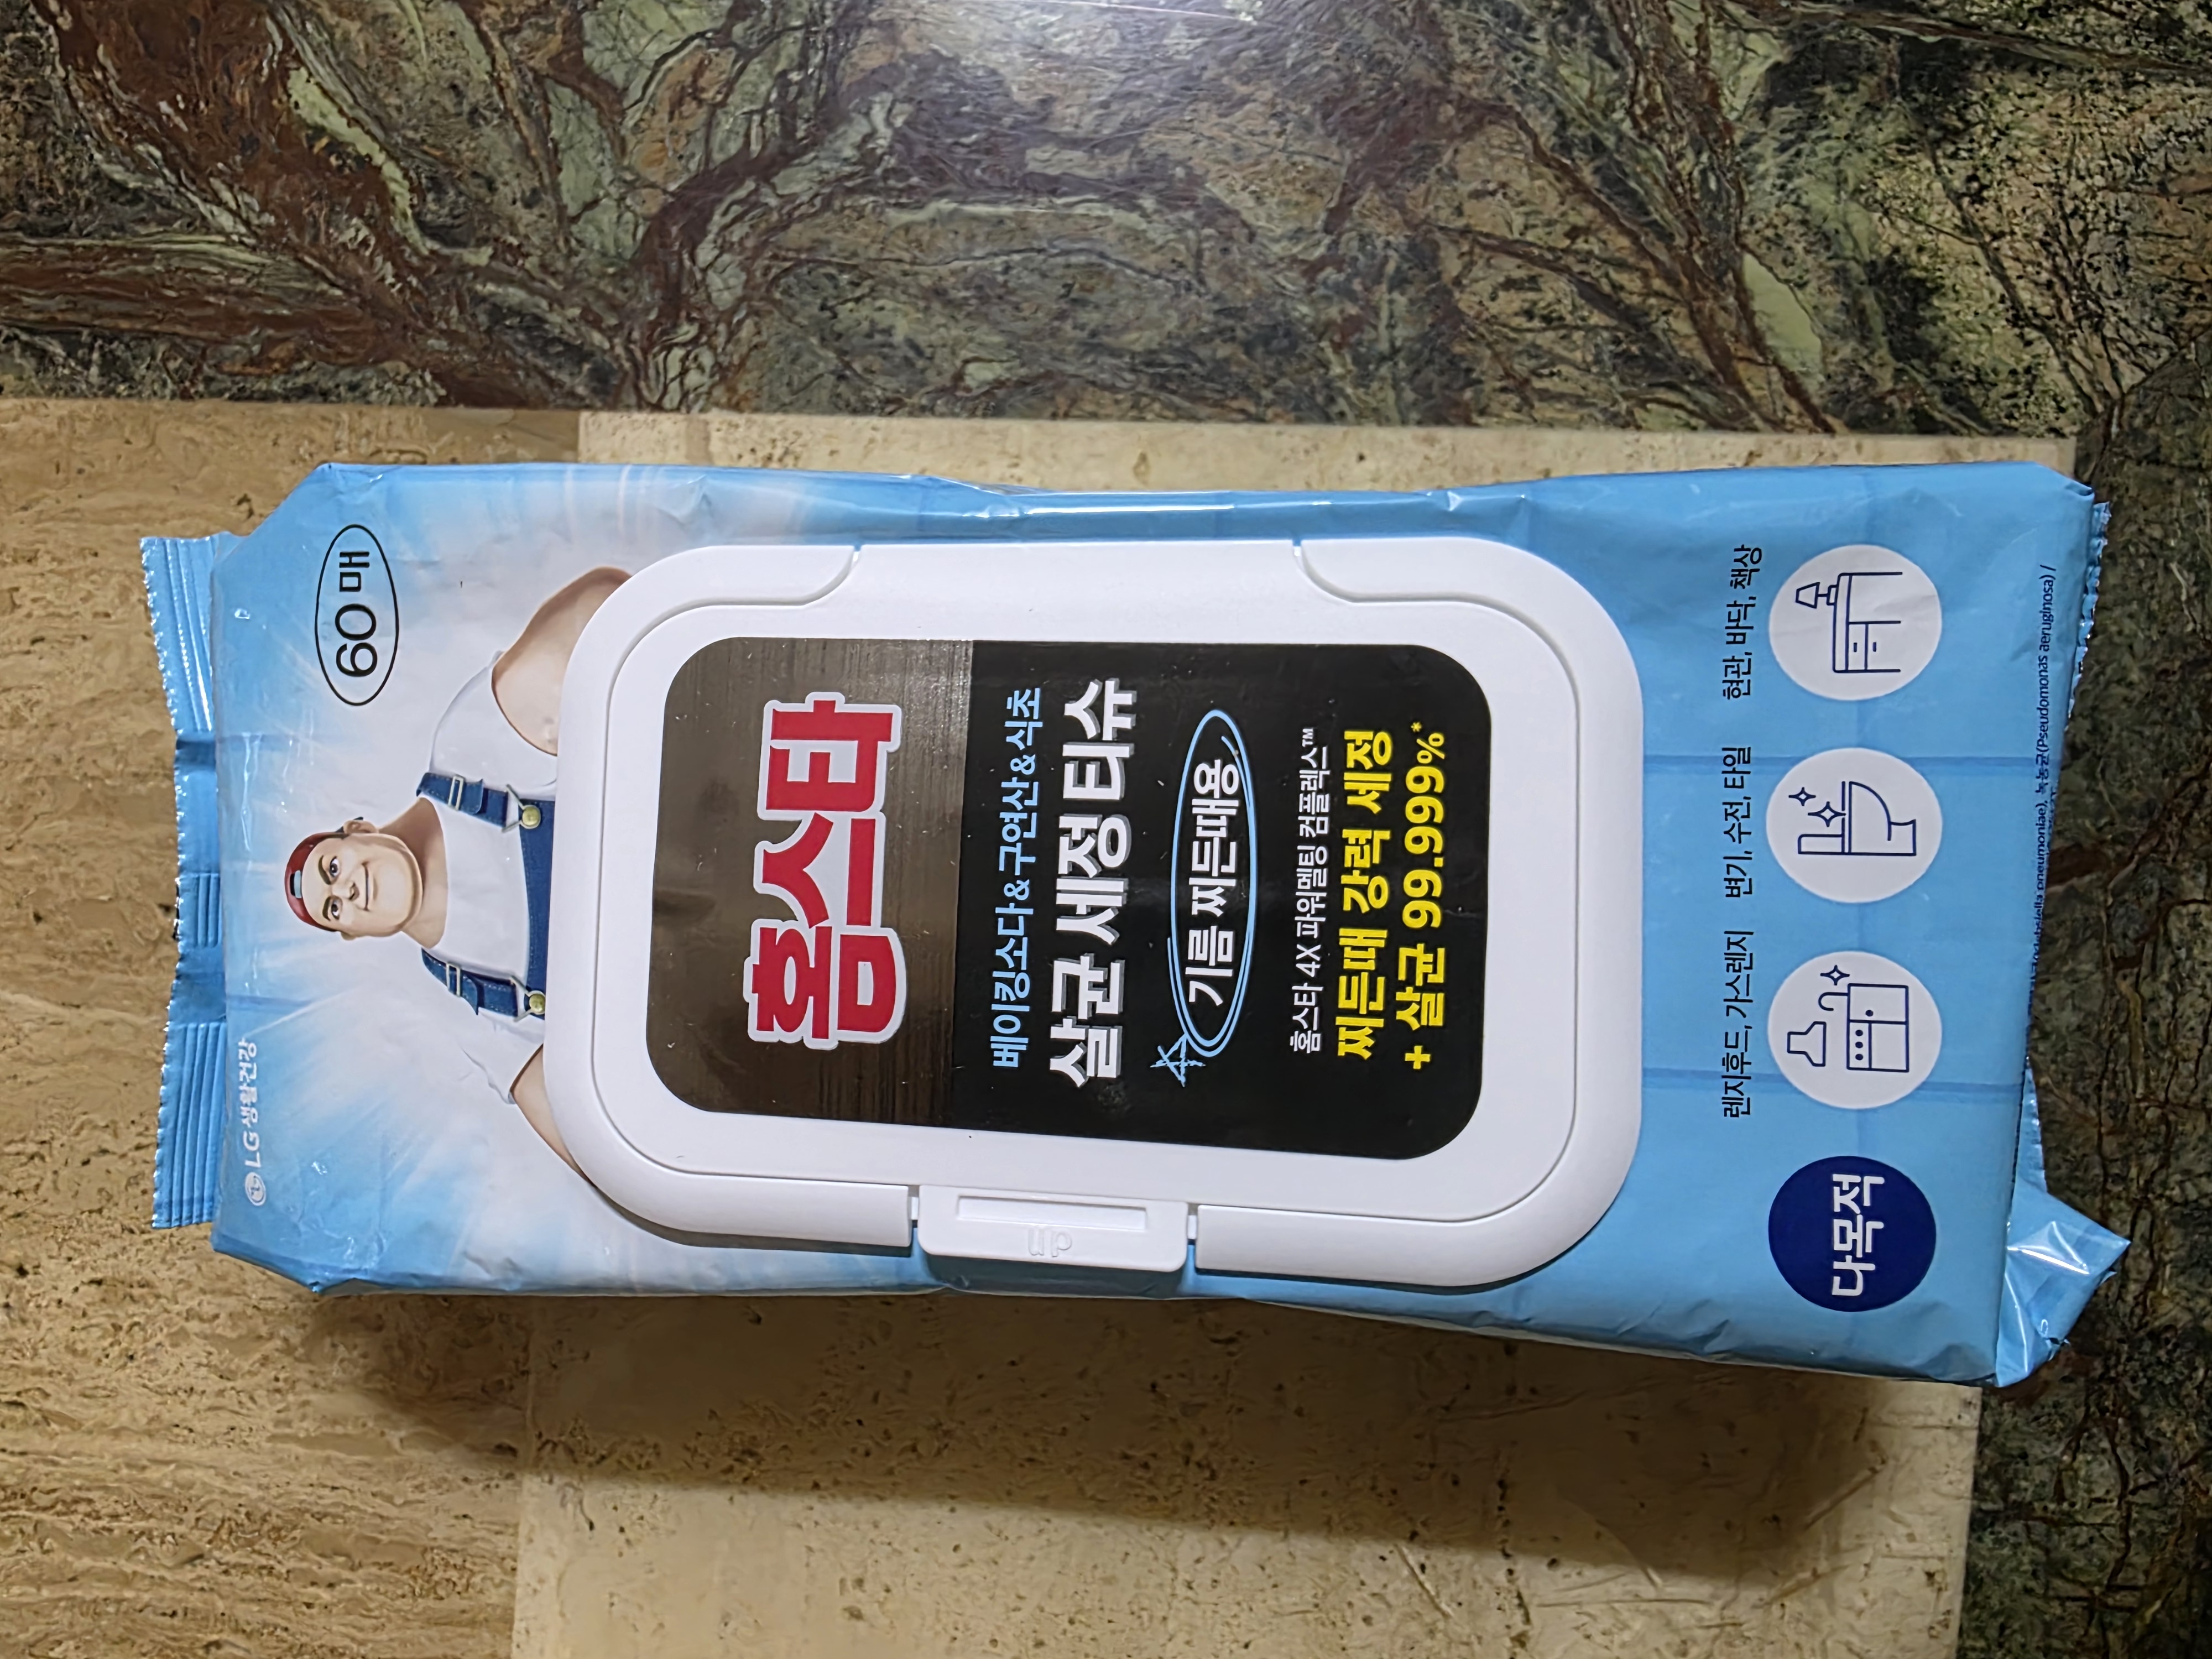 LG생활건강
60매
홈스타
베이킹소다&구연산&식초
살균 세정 티슈
기름 찌든때용
홈스타 4X 파워멜팅 컴플렉스™
찌든때 강력 세정
+ 살균 99.999%*
up
다목적
렌지후드, 가스렌지
변기, 수전, 타일
현관, 바닥, 책상
pneumoniae), 녹농균(Pseudomonas aeruginosa) /